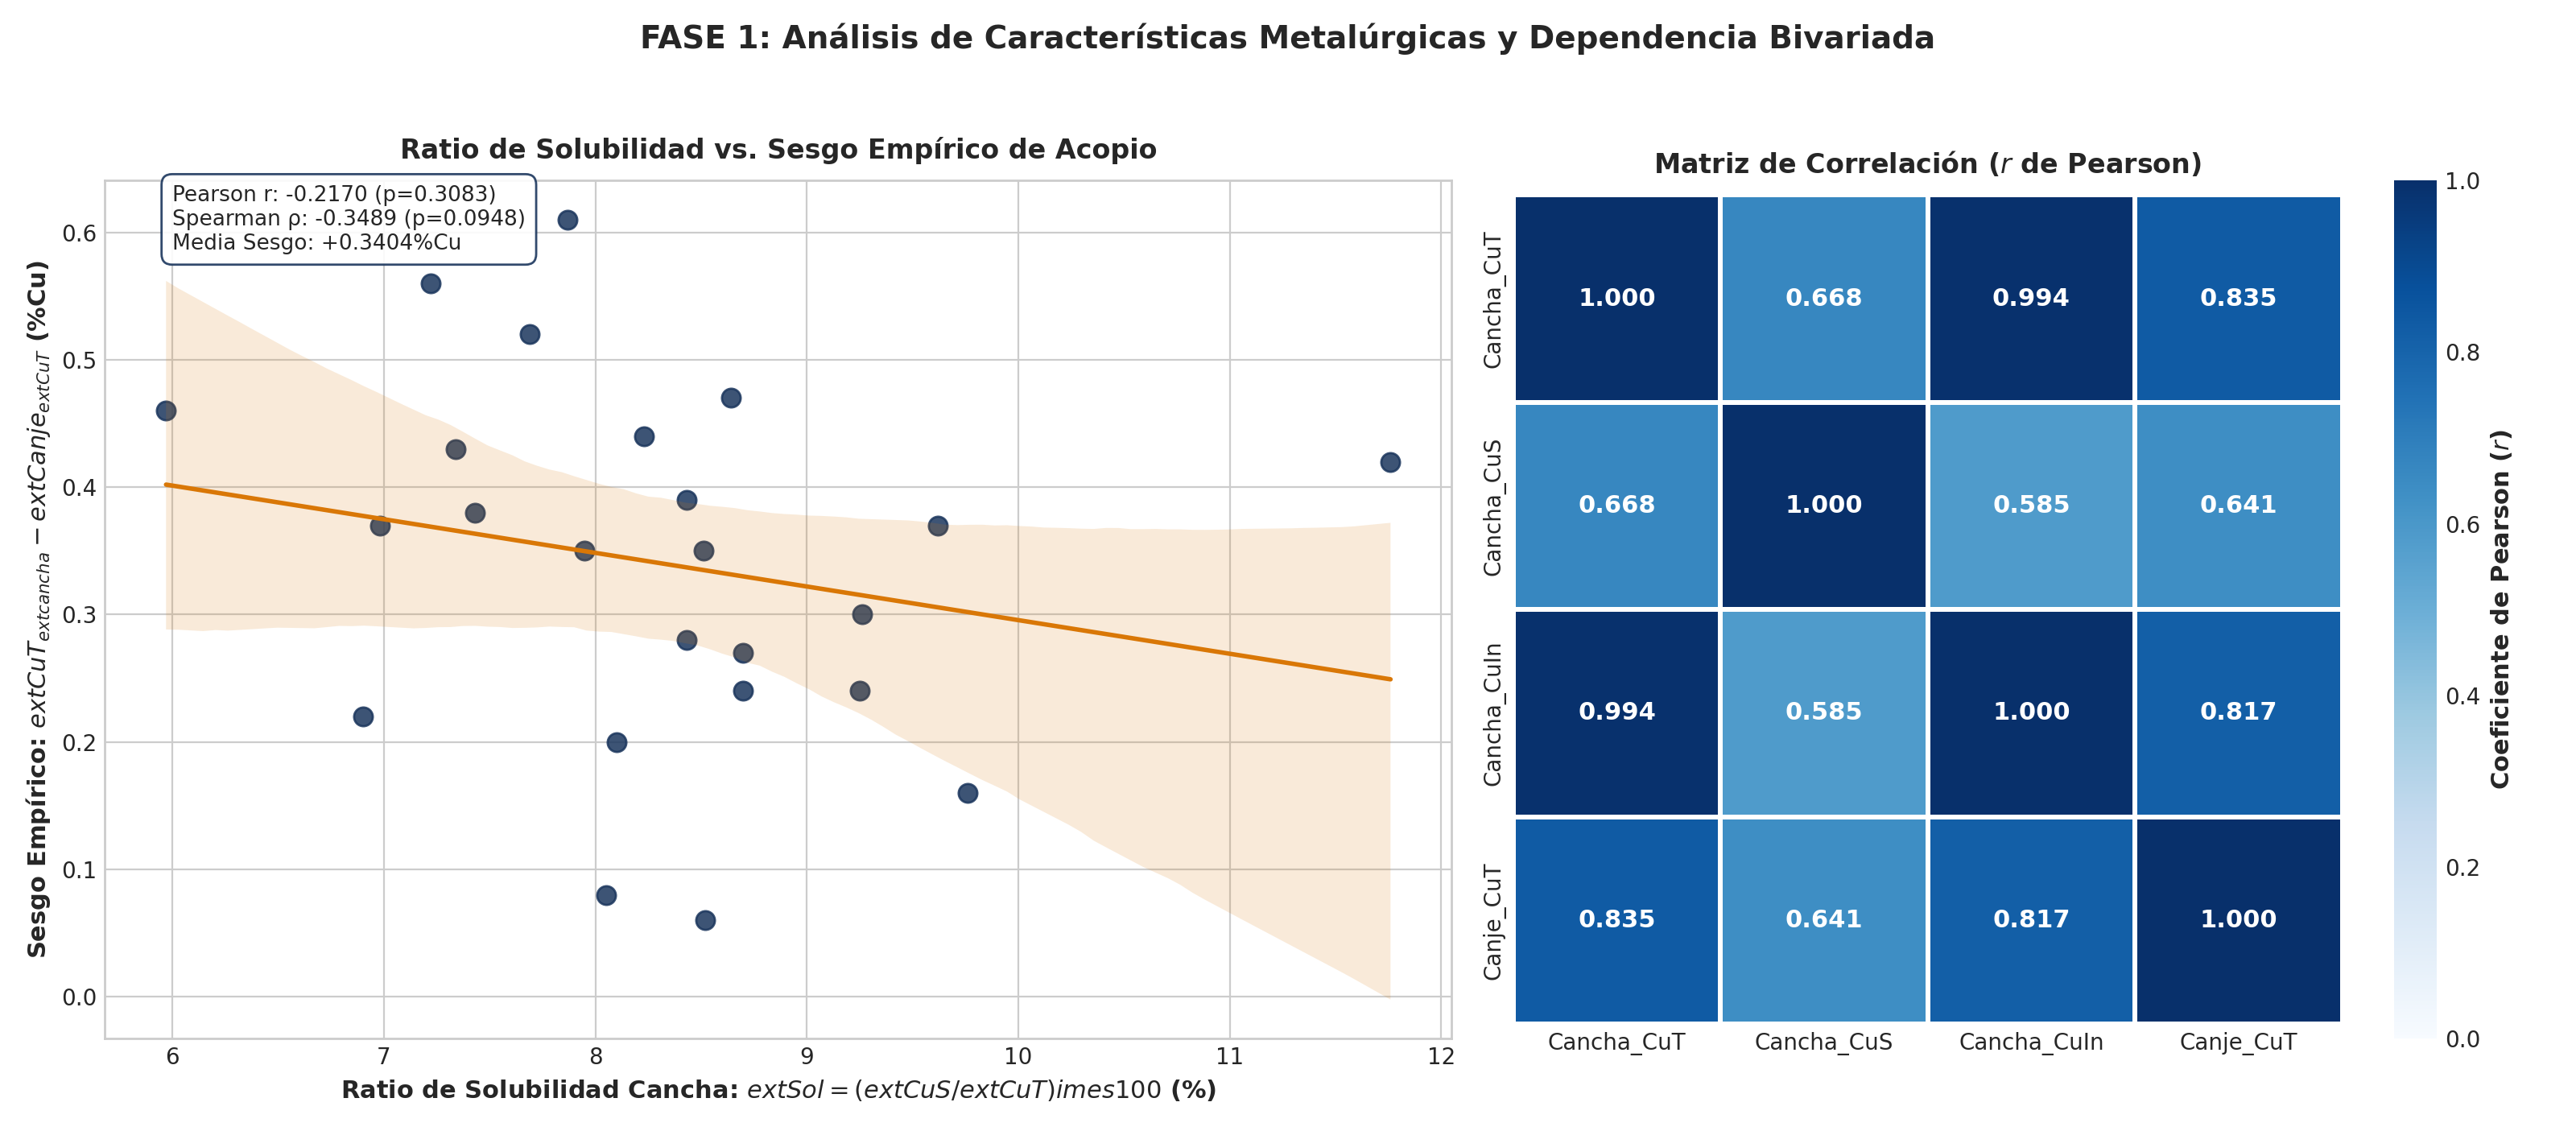 FASE 1: Análisis de Características Metalúrgicas y Dependencia Bivariada
Ratio de Solubilidad vs. Sesgo Empírico de Acopio
Pearson r: -0.2170 (p=0.3083)
Spearman ρ: -0.3489 (p=0.0948)
Media Sesgo: +0.3404%Cu
Sesgo Empírico: extCuT_extcancha − extCanje_extCuT (%Cu)
0.6
0.5
0.4
0.3
0.2
0.1
0.0
6 7 8 9 10 11 12
Ratio de Solubilidad Cancha: extSol = (extCuS/extCuT)imes100 (%)
Matriz de Correlación (r de Pearson)
Cancha_CuT
1.000 0.668 0.994 0.835
Cancha_CuS
0.668 1.000 0.585 0.641
Cancha_CuIn
0.994 0.585 1.000 0.817
Canje_CuT
0.835 0.641 0.817 1.000
Cancha_CuT Cancha_CuS Cancha_CuIn Canje_CuT
1.0
0.8
0.6
0.4
0.2
0.0
Coeficiente de Pearson (r)